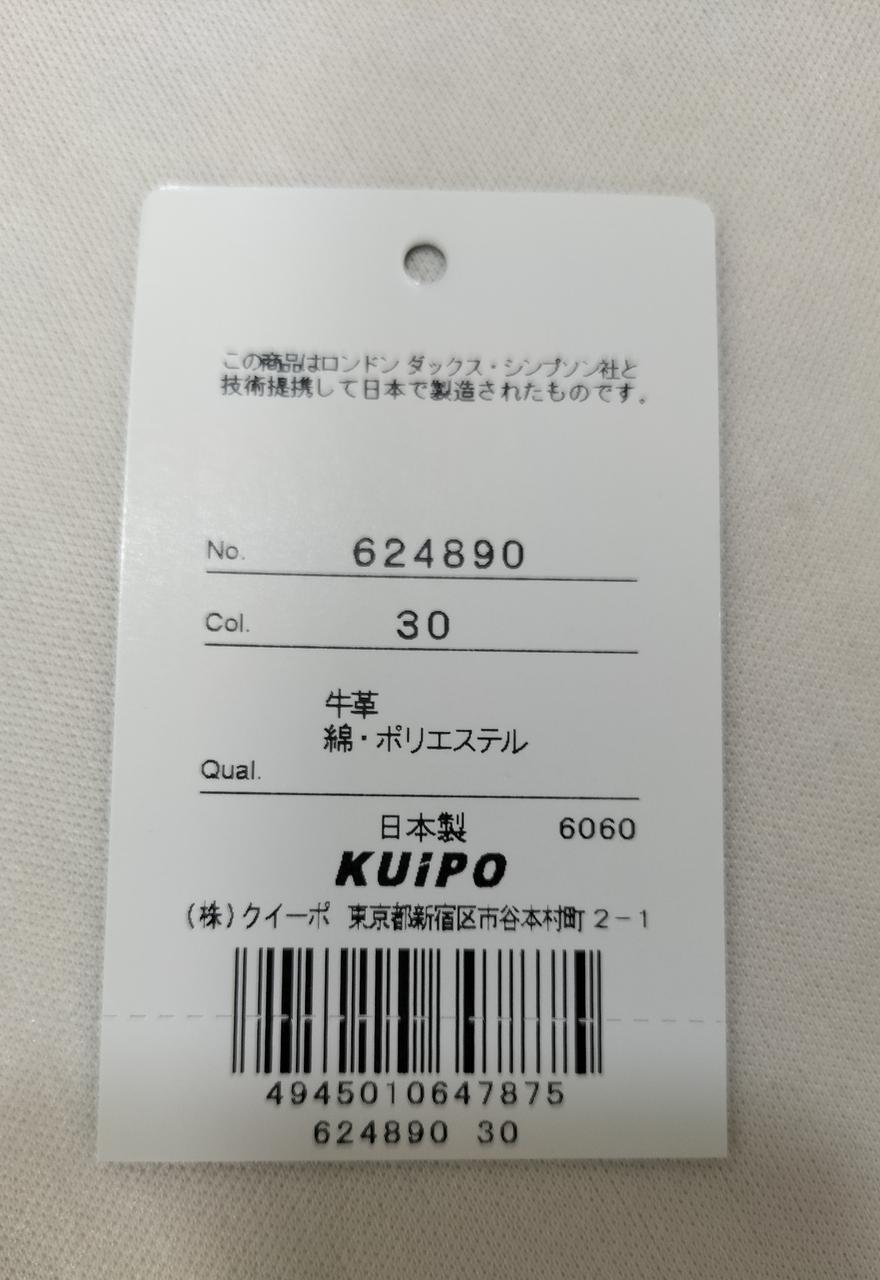 この商品はロンドン ダックス・シンプソン社と
技術提携して日本で製造されたものです。
No. 624890
Col. 30
牛革
綿・ポリエステル
Qual.
日本製 6060
KUiPO
(株)クイーポ 東京都新宿区市谷本村町2-1
4945010647875
624890 30